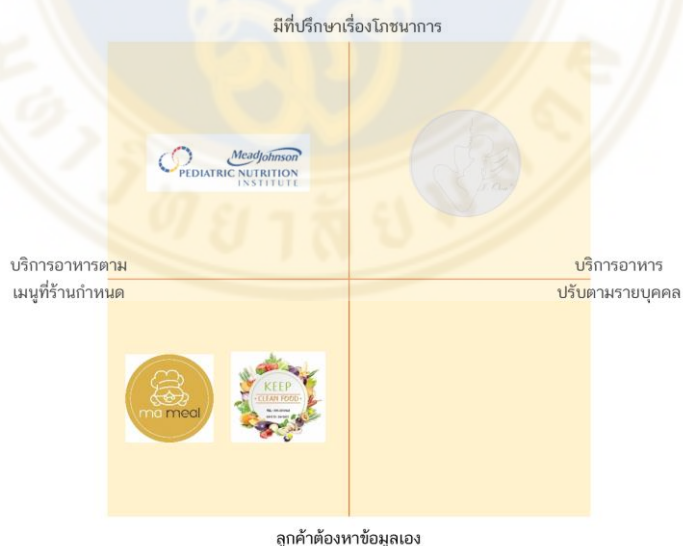 มีที่ปรึกษาเรื่องโภชนาการ
MeadJohnson
PEDIATRIC NUTRITION
INSTITUTE
บริการอาหารตาม
เมนูที่ร้านกำหนด
บริการอาหาร
ปรับตามรายบุคคล
ma meal
KEEP
CLEAN FOOD
ลูกค้าต้องหาข้อมูลเอง